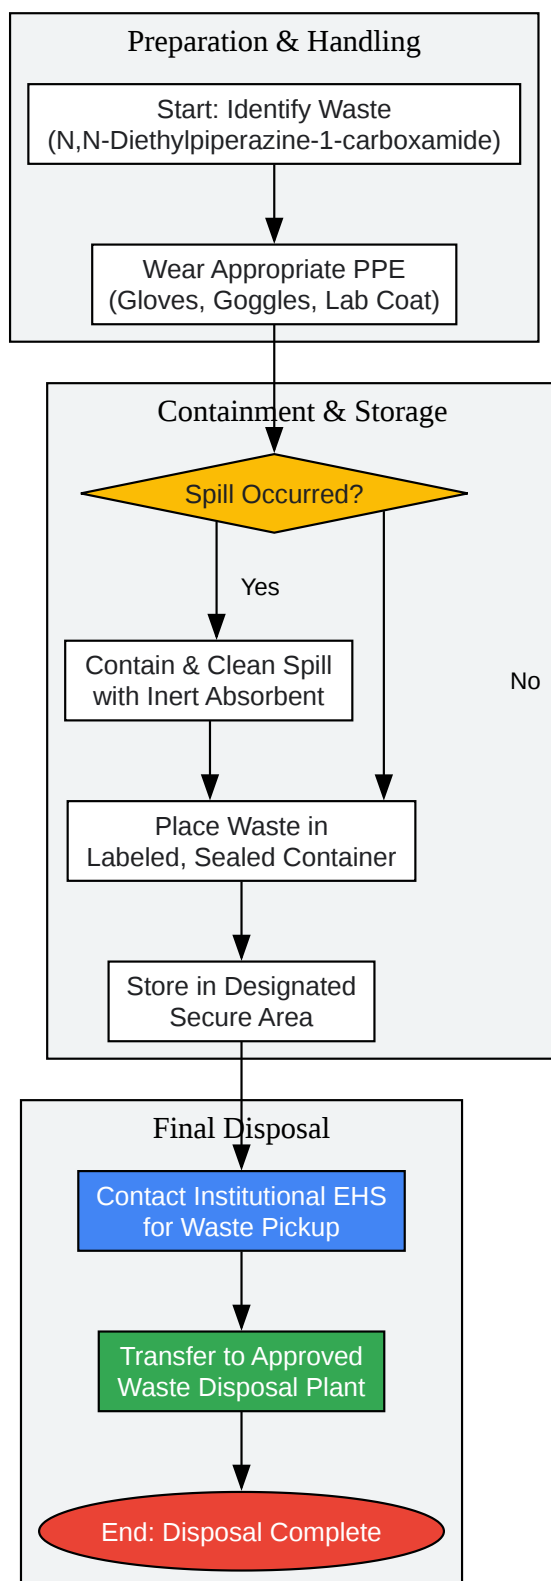 Preparation & Handling
Start: Identify Waste
(N,N-Diethylpiperazine-1-carboxamide)
Wear Appropriate PPE
(Gloves, Goggles, Lab Coat)
Containment & Storage
Spill Occurred?
Yes
Contain & Clean Spill
with Inert Absorbent
No
Place Waste in
Labeled, Sealed Container
Store in Designated
Secure Area
Final Disposal
Contact Institutional EHS
for Waste Pickup
Transfer to Approved
Waste Disposal Plant
End: Disposal Complete